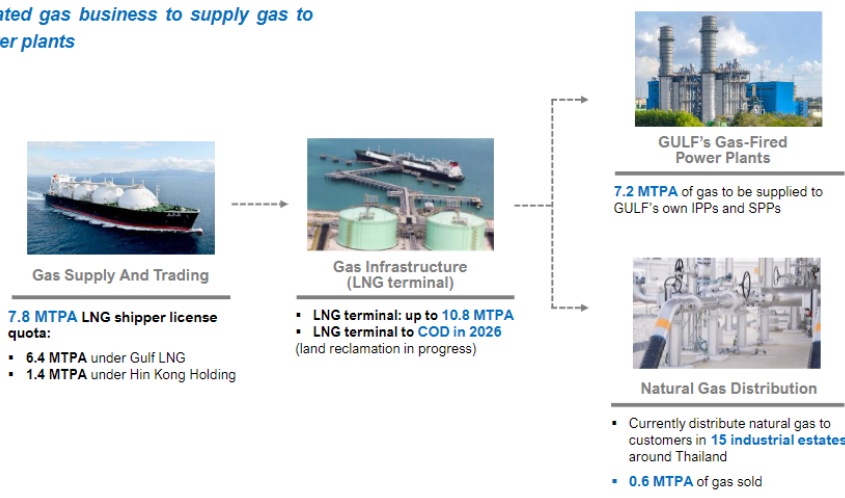 ated gas business to supply gas to
er plants
GULF's Gas-Fired
Power Plants
7.2 MTPA of gas to be supplied to
GULF's own IPPs and SPPs
Gas Supply And Trading
7.8 MTPA LNG shipper license
quota:
▪ 6.4 MTPA under Gulf LNG
▪ 1.4 MTPA under Hin Kong Holding
Gas Infrastructure
(LNG terminal)
▪ LNG terminal: up to 10.8 MTPA
▪ LNG terminal to COD in 2026
(land reclamation in progress)
Natural Gas Distribution
▪ Currently distribute natural gas to
customers in 15 industrial estates
around Thailand
▪ 0.6 MTPA of gas sold